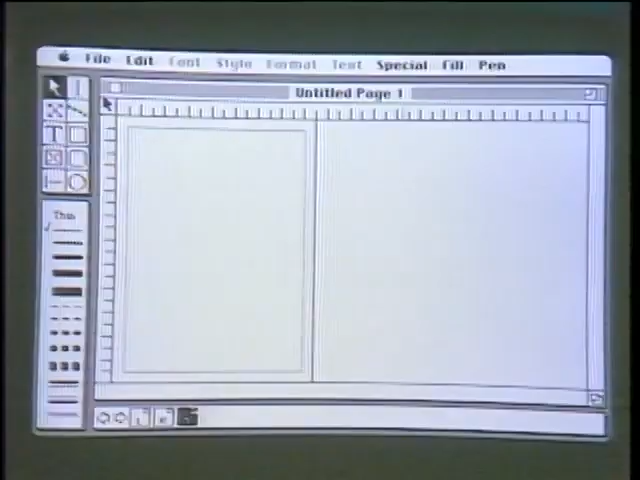 File Edit Font Style Format Text Special Fill Pen
Untitled Page 1
T
Thin